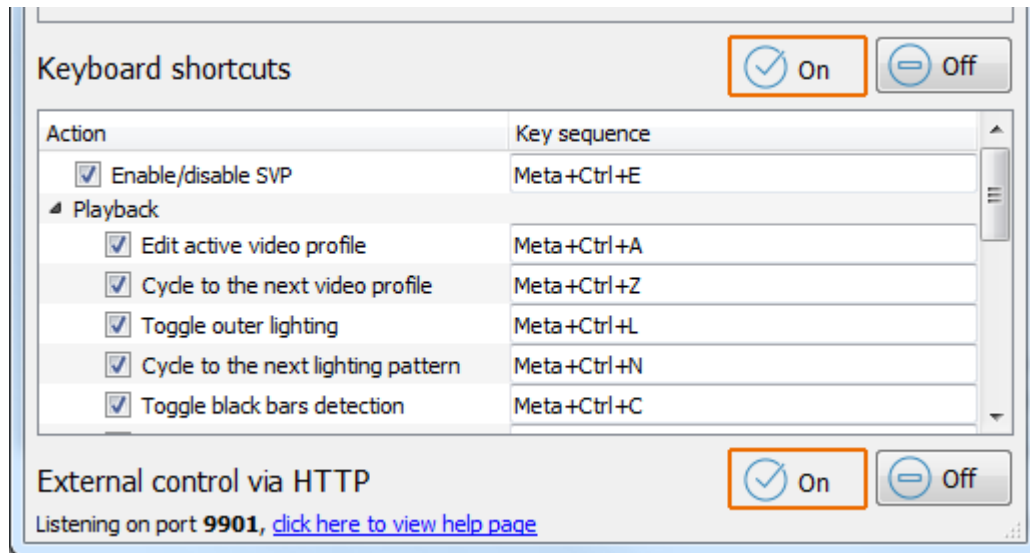 Keyboard shortcuts On Off
Action Key sequence
Enable/disable SVP Meta+Ctrl+E
Playback
Edit active video profile Meta+Ctrl+A
Cycle to the next video profile Meta+Ctrl+Z
Toggle outer lighting Meta+Ctrl+L
Cycle to the next lighting pattern Meta+Ctrl+N
Toggle black bars detection Meta+Ctrl+C
External control via HTTP On Off
Listening on port 9901, click here to view help page